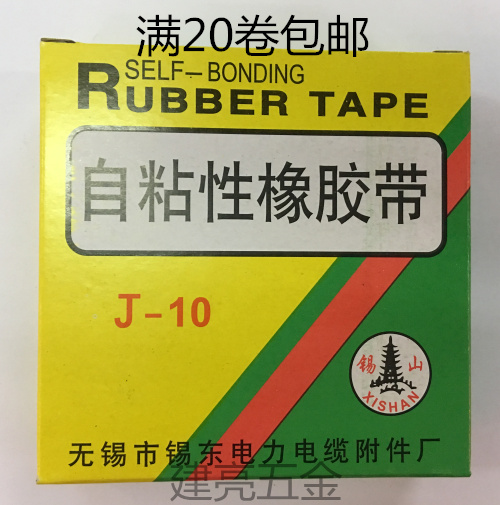 满20卷包邮
SELF-BONDING
RUBBER TAPE
自粘性橡胶带
J-10
锡山
XISHAN
无锡市锡东电力电缆附件厂
建亮五金